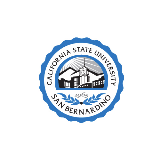 CALIFORNIA STATE UNIVERSITY
SAN BERNARDINO